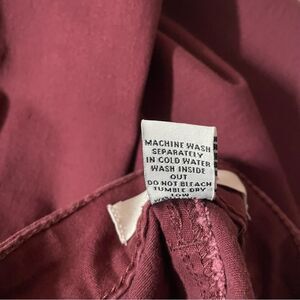 MACHINE WASH
SEPARATELY
IN COLD WATER
WASH INSIDE
OUT
DO NOT BLEACH
TUMBLE DRY
LOW